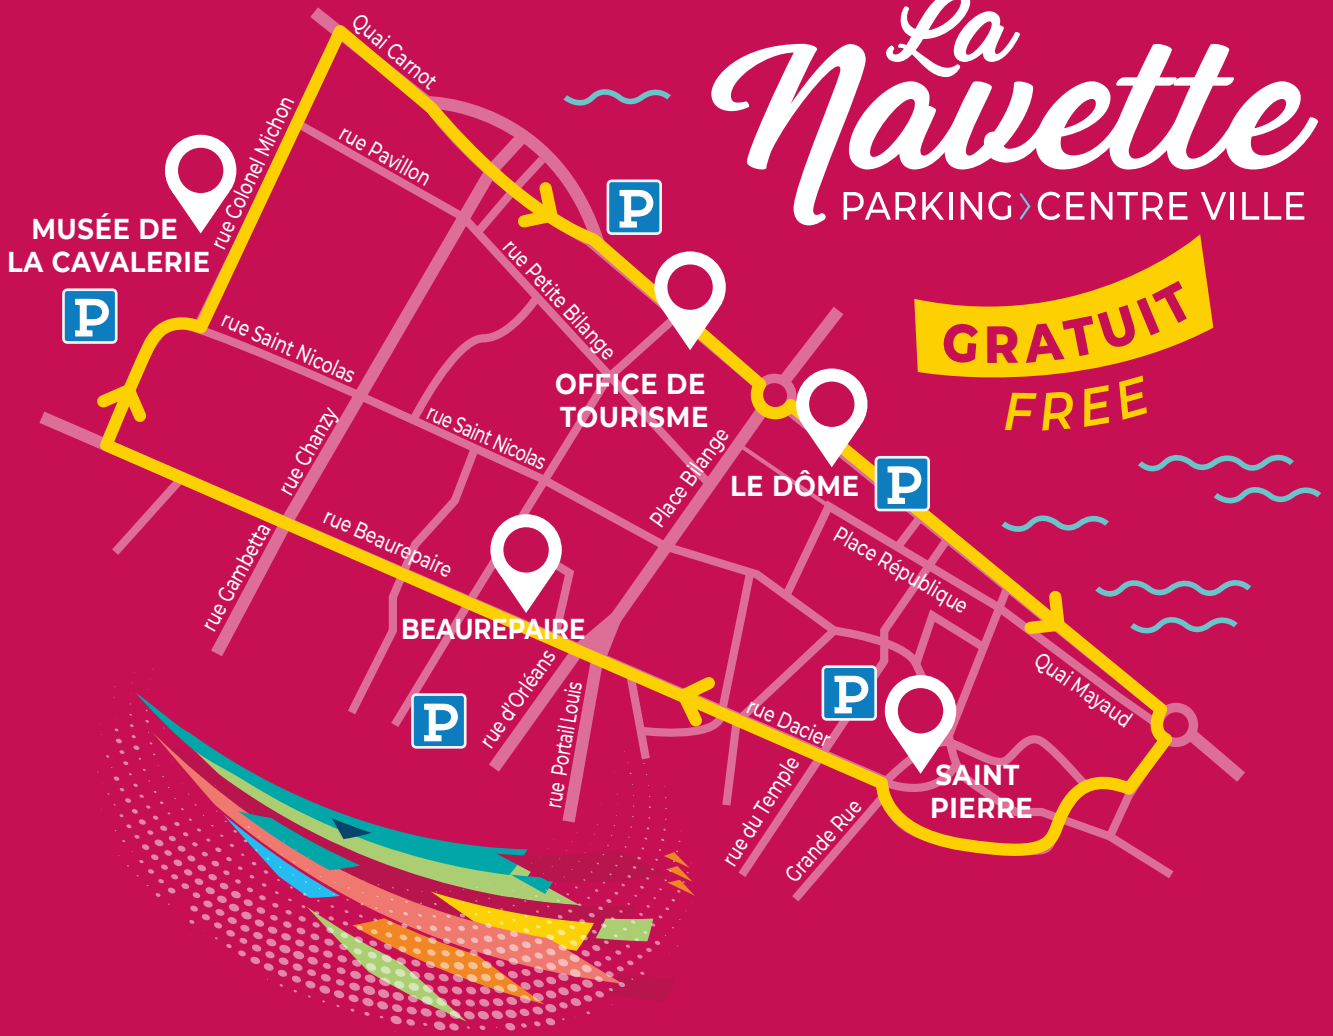 La
Navette
PARKING › CENTRE VILLE
GRATUIT
FREE
Quai Carnot
rue Colonel Michon
rue Pavillon
MUSÉE DE
LA CAVALERIE
P
P
rue Petite Bilange
rue Saint Nicolas
OFFICE DE
TOURISME
rue Saint Nicolas
rue Chanzy
Place Bilange
LE DÔME
P
rue Gambetta
rue Beaurepaire
Place République
BEAUREPAIRE
Quai Mayaud
rue d'Orléans
rue Portail Louis
P
P
rue Dacier
SAINT
PIERRE
rue du Temple
Grande Rue